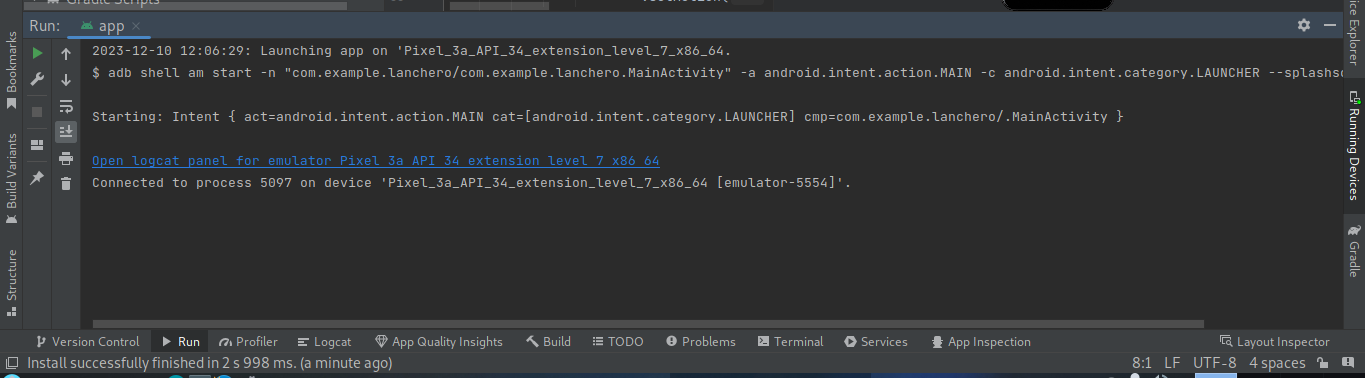 Gradle Scripts
Run: app
2023-12-10 12:06:29: Launching app on 'Pixel_3a_API_34_extension_level_7_x86_64.
$ adb shell am start -n "com.example.lanchero/com.example.lanchero.MainActivity" -a android.intent.action.MAIN -c android.intent.category.LAUNCHER --splashsc
Starting: Intent { act=android.intent.action.MAIN cat=[android.intent.category.LAUNCHER] cmp=com.example.lanchero/.MainActivity }
Open logcat panel for emulator Pixel 3a API 34 extension level 7 x86 64
Connected to process 5097 on device 'Pixel_3a_API_34_extension_level_7_x86_64 [emulator-5554]'.
Bookmarks
Build Variants
Structure
Explorer
Running Devices
Gradle
Version Control Run Profiler Logcat App Quality Insights Build TODO Problems Terminal Services App Inspection Layout Inspector
Install successfully finished in 2 s 998 ms. (a minute ago) 8:1 LF UTF-8 4 spaces